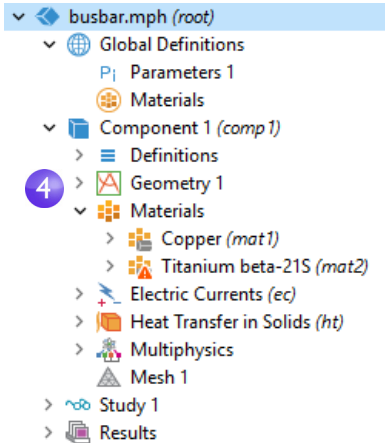 busbar.mph (root)
Global Definitions
Pi Parameters 1
Materials
Component 1 (comp1)
Definitions
4
Geometry 1
Materials
Copper (mat1)
Titanium beta-21S (mat2)
Electric Currents (ec)
Heat Transfer in Solids (ht)
Multiphysics
Mesh 1
Study 1
Results